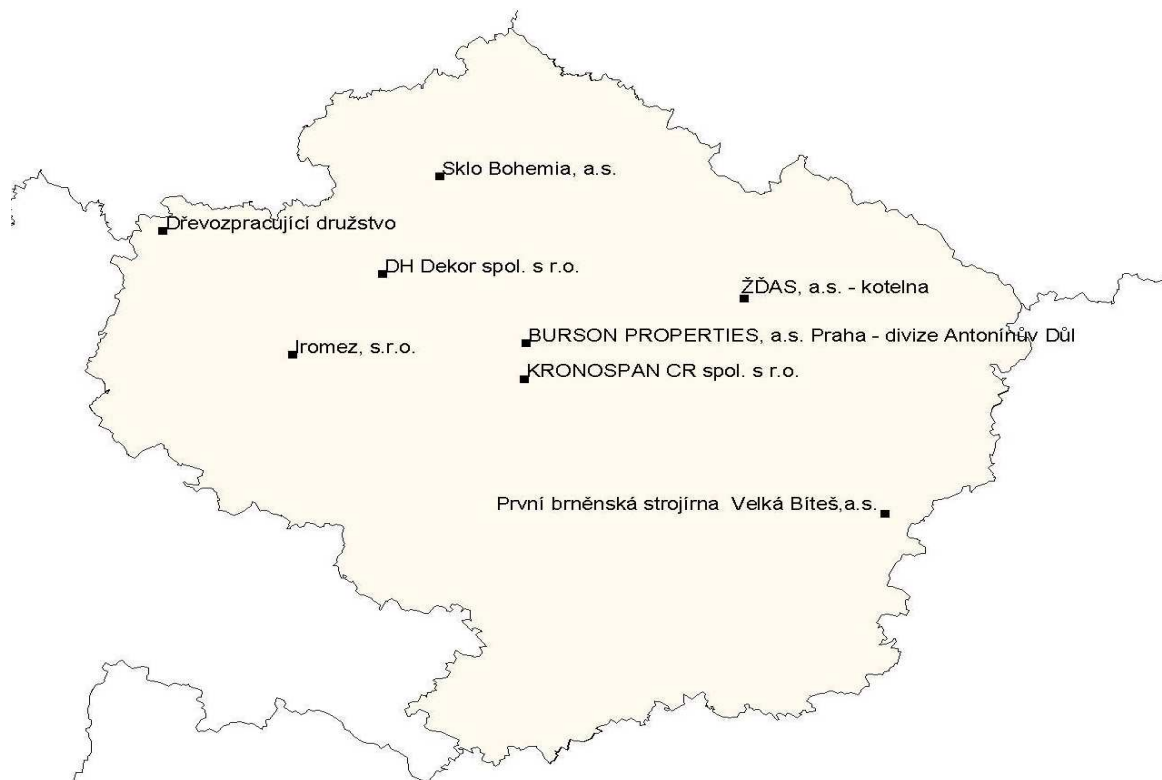 Sklo Bohemia, a.s.
Dřevozpracující družstvo
DH Dekor spol. s r.o.
ŽĎAS, a.s. - kotelna
BURSON PROPERTIES, a.s. Praha - divize Antonínův Důl
Iromez, s.r.o.
KRONOSPAN CR spol. s r.o.
První brněnská strojírna  Velká Bíteš,a.s.